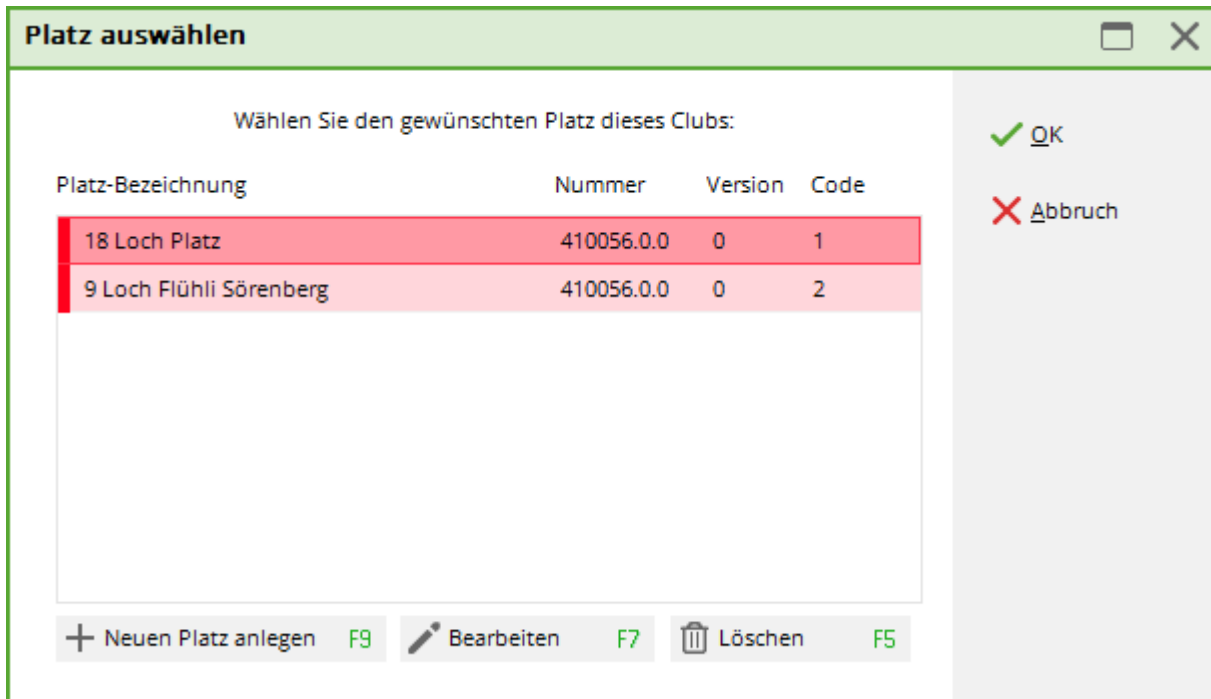 Platz auswählen
Wählen Sie den gewünschten Platz dieses Clubs:
OK
Platz-Bezeichnung Nummer Version Code
Abbruch
18 Loch Platz 410056.0.0 0 1
9 Loch Flühli Sörenberg 410056.0.0 0 2
Neuen Platz anlegen F9 Bearbeiten F7 Löschen F5